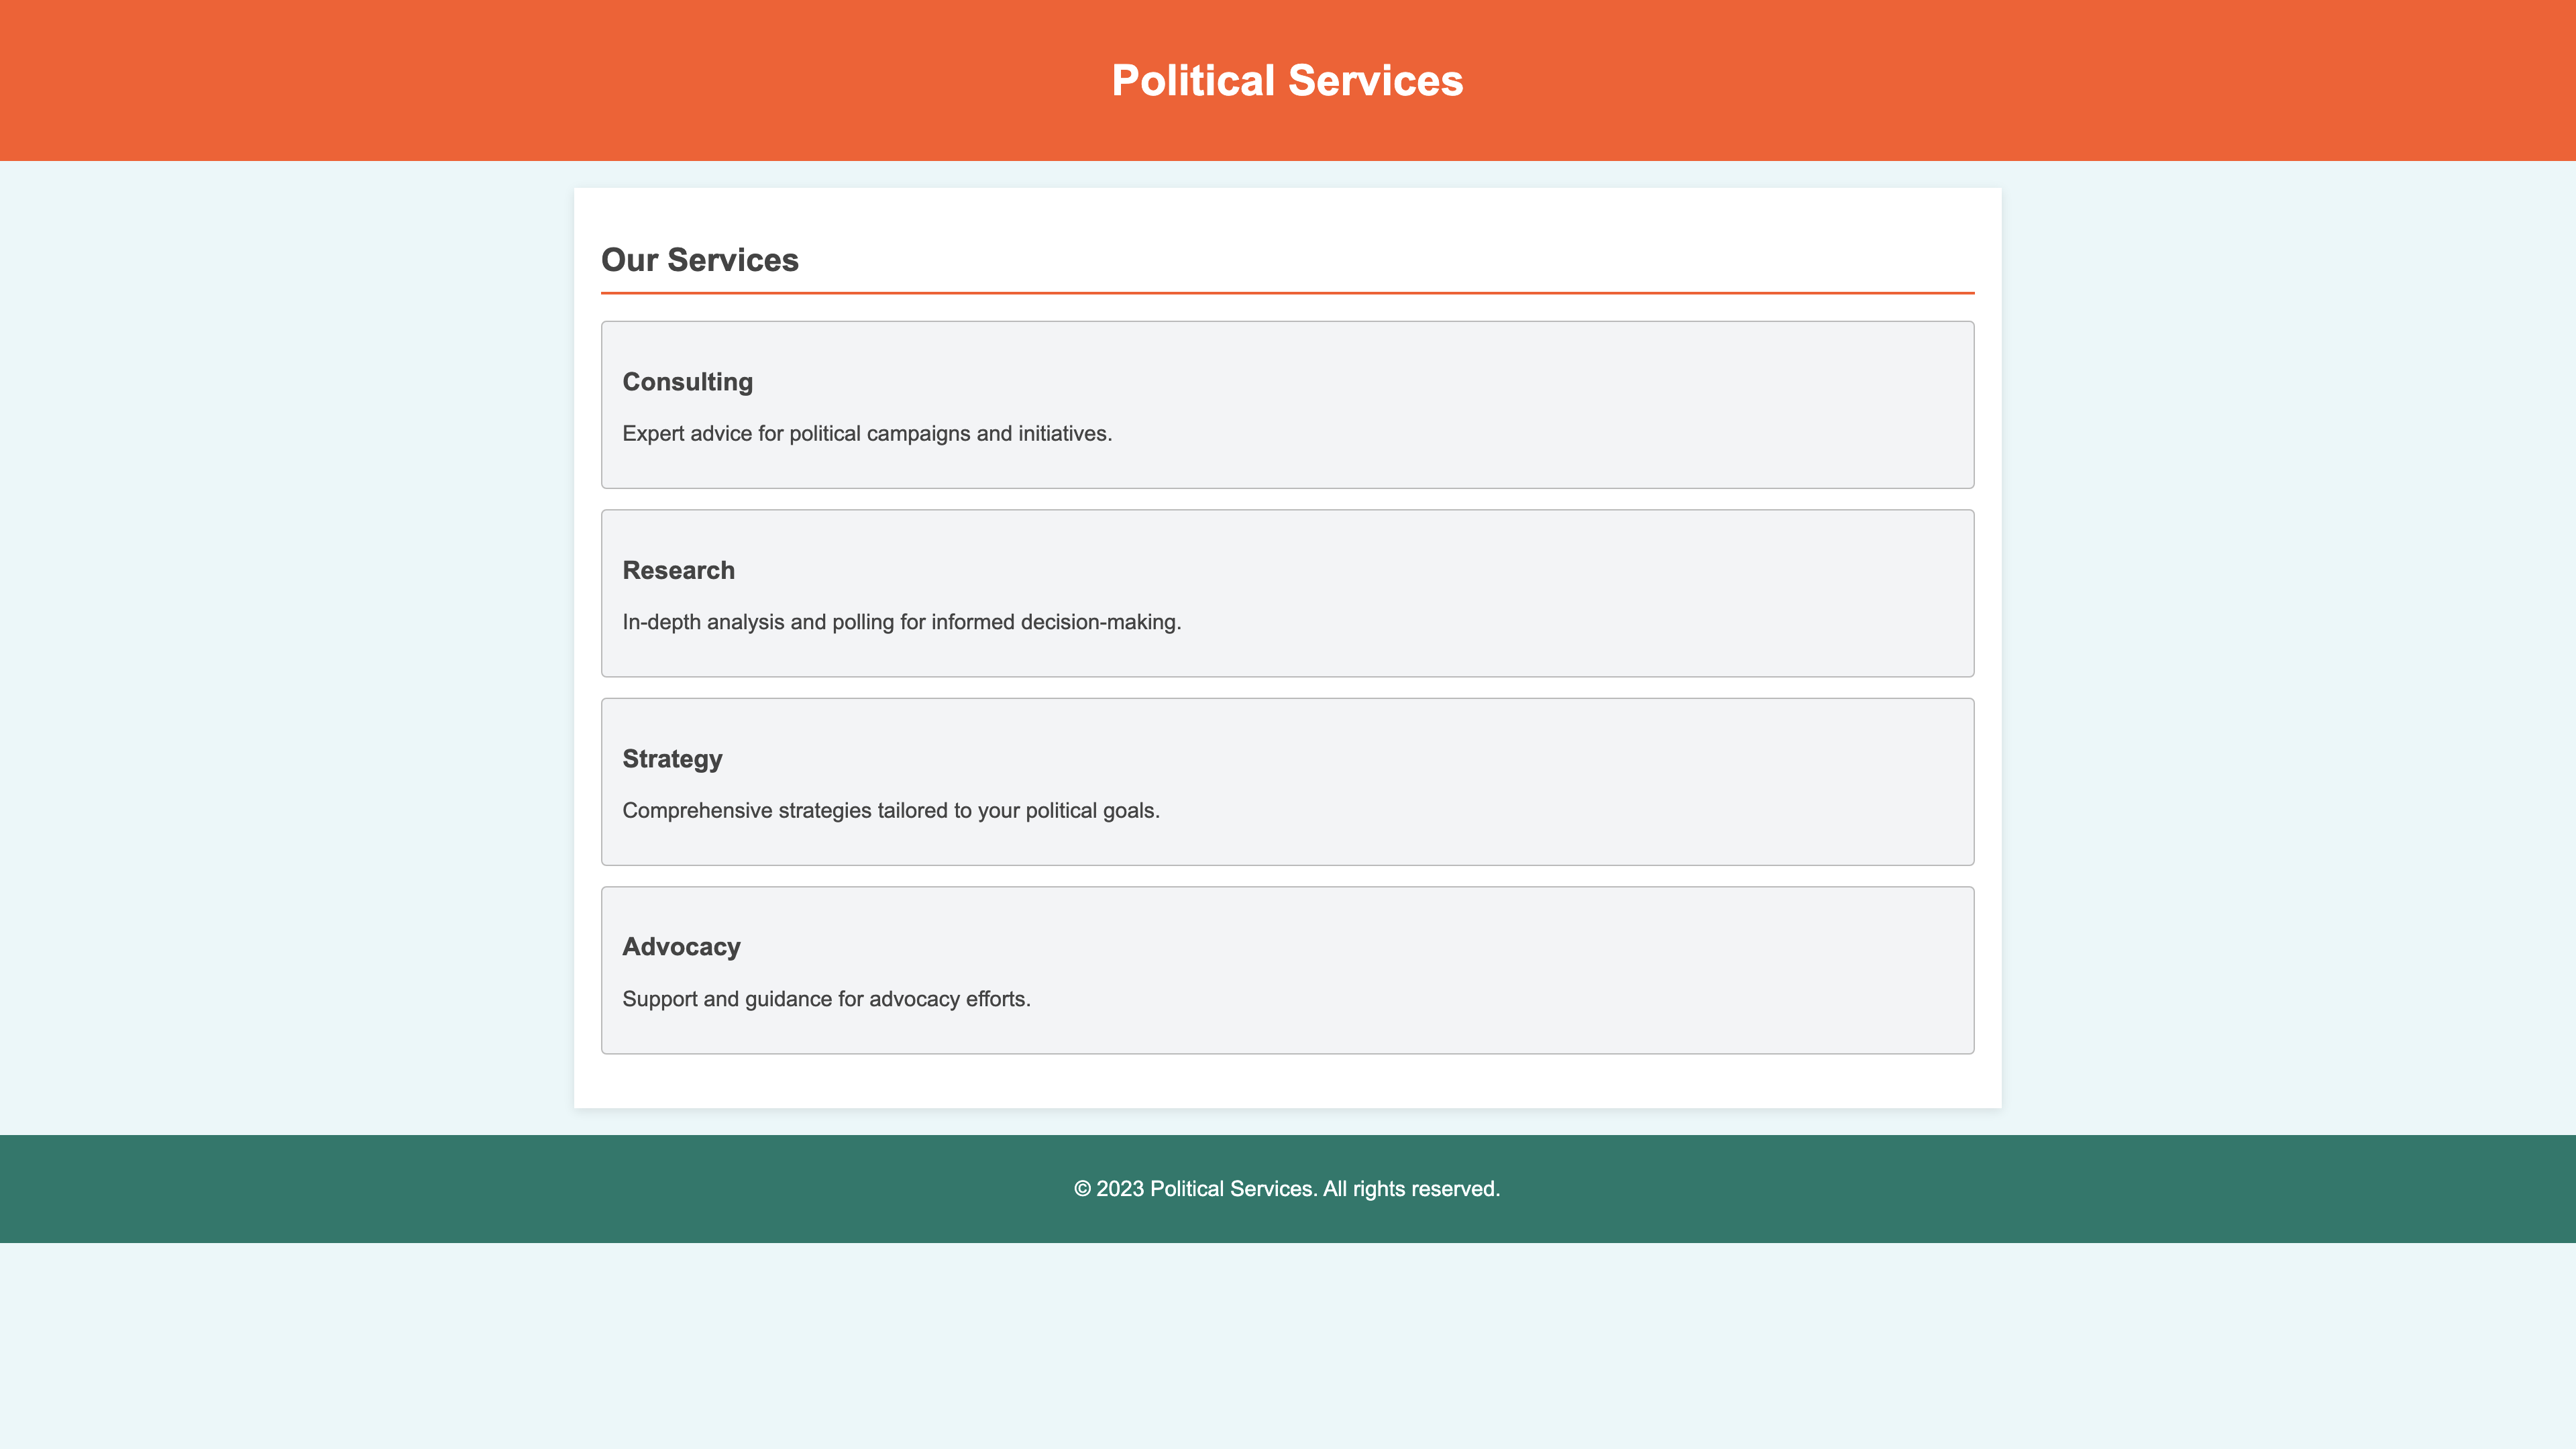 Political Services
Our Services
Consulting
Expert advice for political campaigns and initiatives.
Research
In-depth analysis and polling for informed decision-making.
Strategy
Comprehensive strategies tailored to your political goals.
Advocacy
Support and guidance for advocacy efforts.
© 2023 Political Services. All rights reserved.